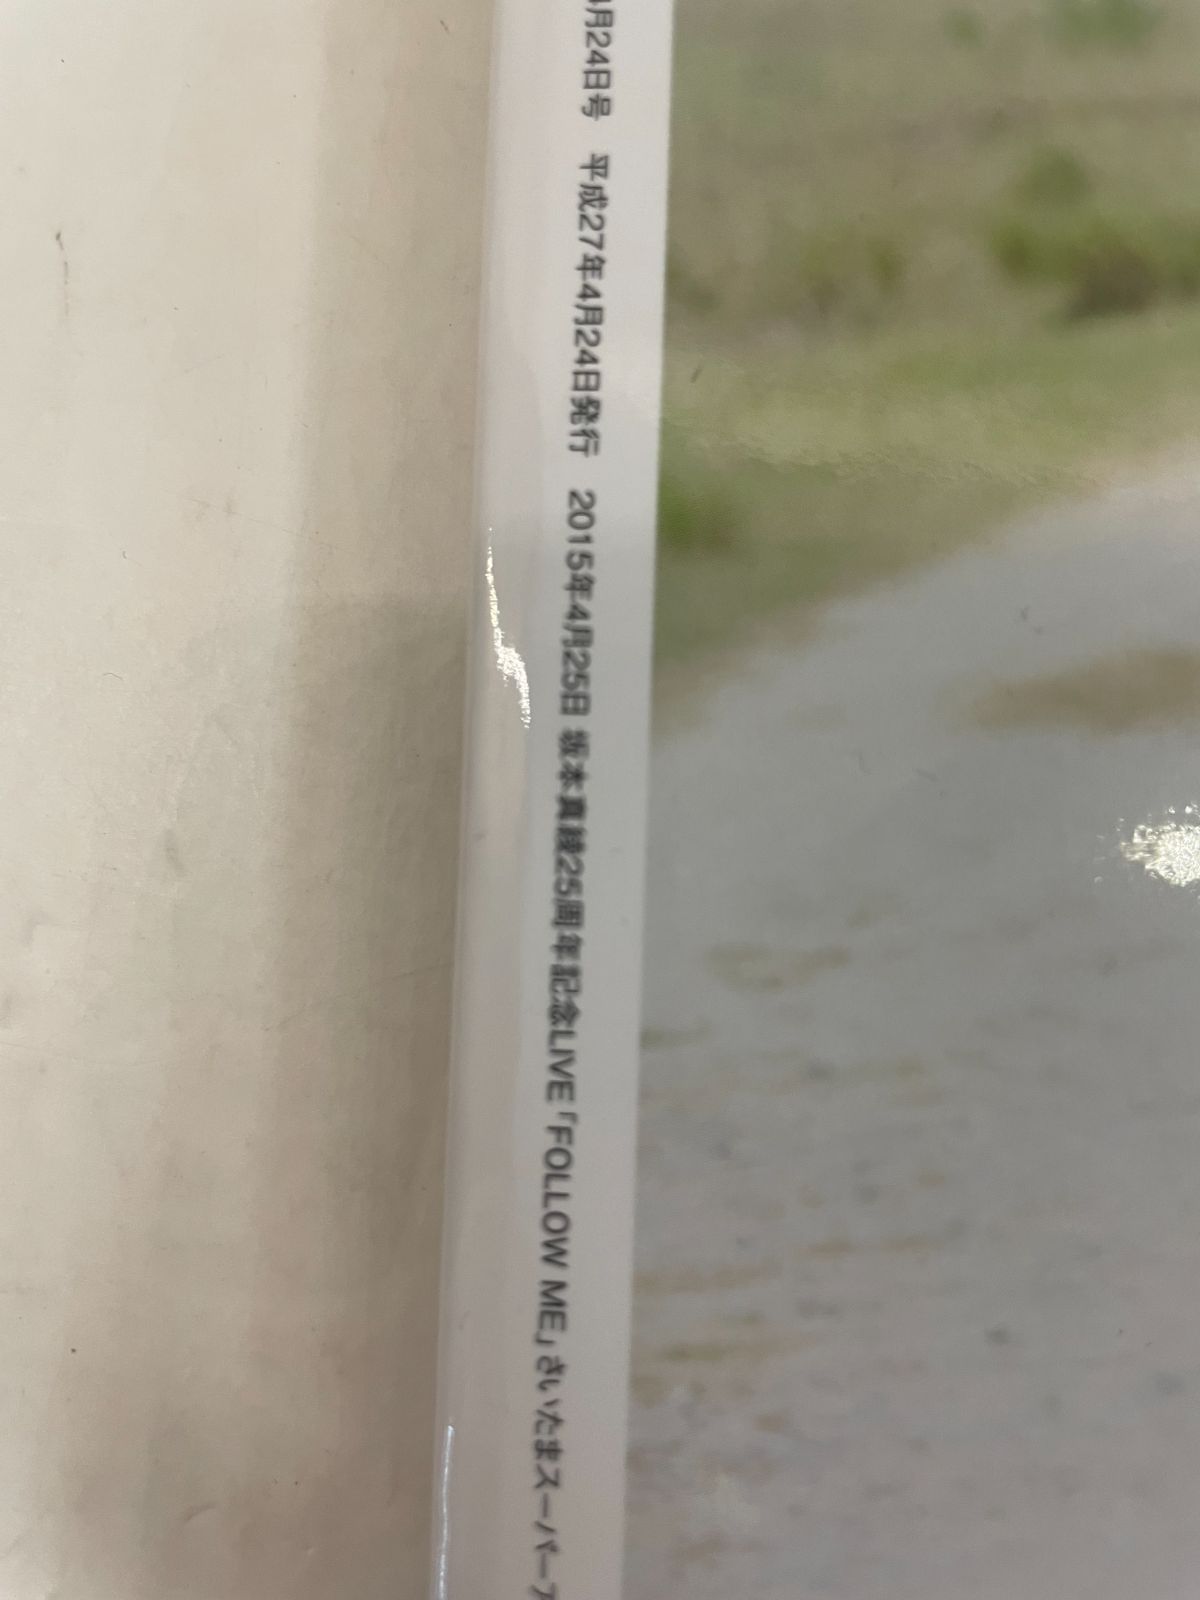 月24日号　平成27年4月24日発行　2015年4月25日 坂本真綾25周年記念LIVE「FOLLOW ME」さいたまスーパーア